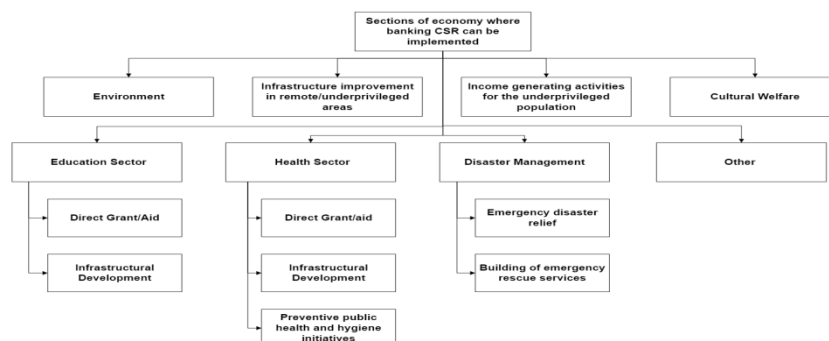 Sections of economy where
banking CSR can be
implemented
Environment
Infrastructure improvement
in remote/underprivileged
areas
Income generating activities
for the underprivileged
population
Cultural Welfare
Education Sector
Health Sector
Disaster Management
Other
Direct Grant/Aid
Direct Grant/aid
Emergency disaster
relief
Infrastructural
Development
Infrastructural
Development
Building of emergency
rescue services
Preventive public
health and hygiene
initiatives